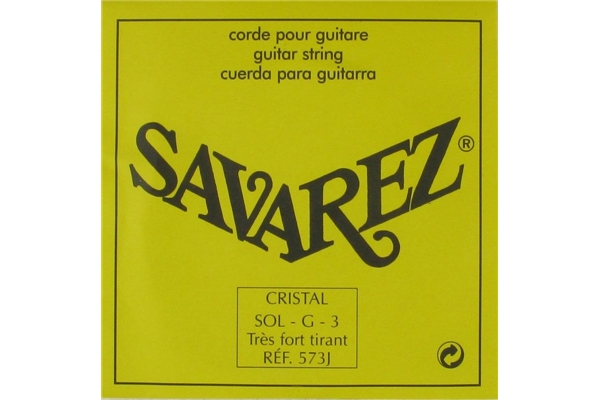 corde pour guitare
guitar string
cuerda para guitarra
SAVAREZ®
CRISTAL
SOL - G - 3
Très fort tirant
RÉF. 573J